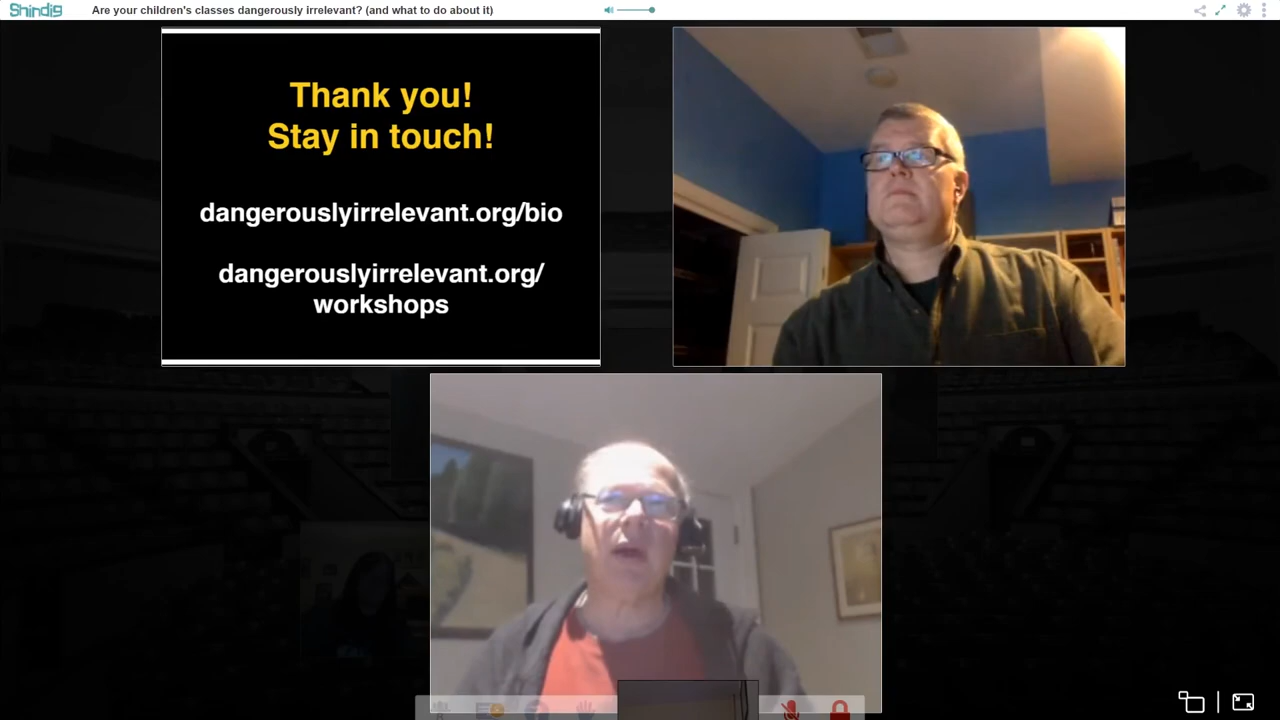 Shindig
Are your children's classes dangerously irrelevant? (and what to do about it)
Thank you!
Stay in touch!
dangerouslyirrelevant.org/bio
dangerouslyirrelevant.org/
workshops